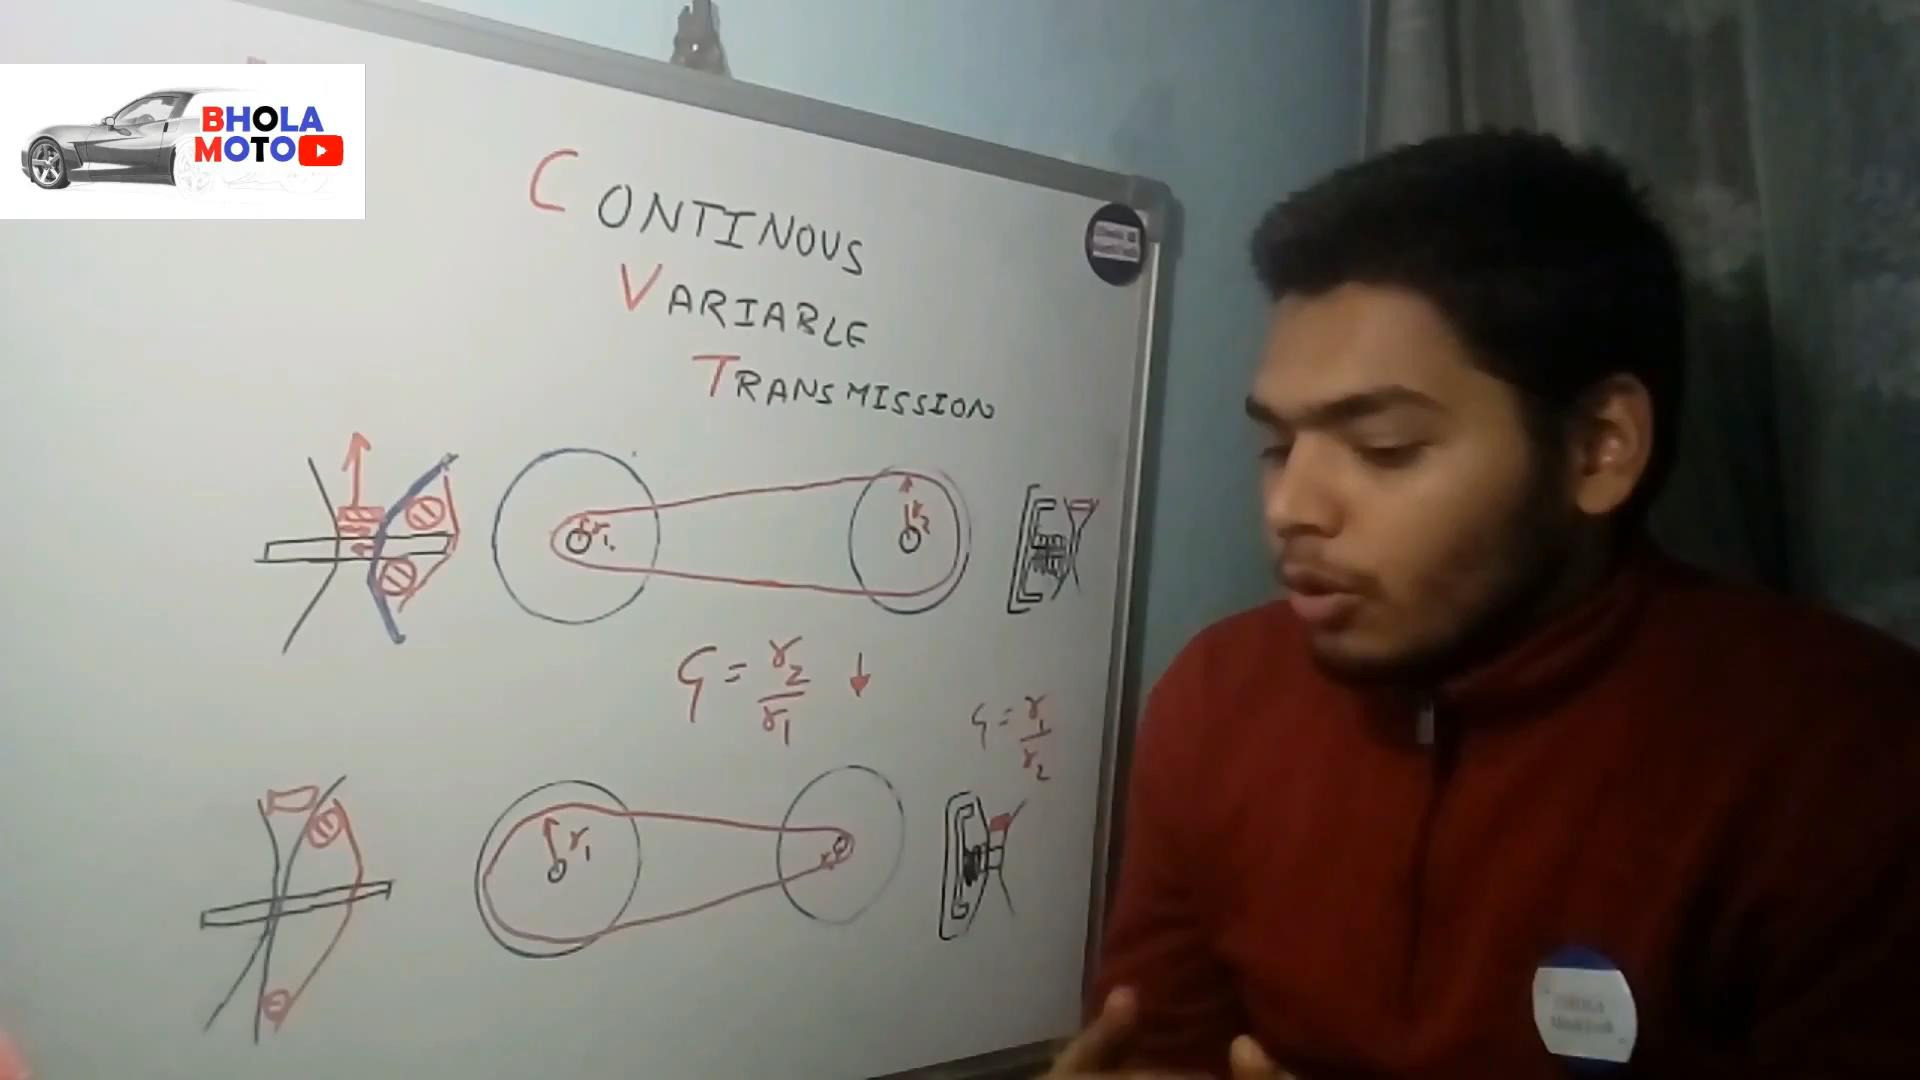 BHOLA
MOTO
CONTINOUS
VARIABLE
TRANSMISSION
r1
r2
G = r2/r1 ↓
G = r1/r2
r1